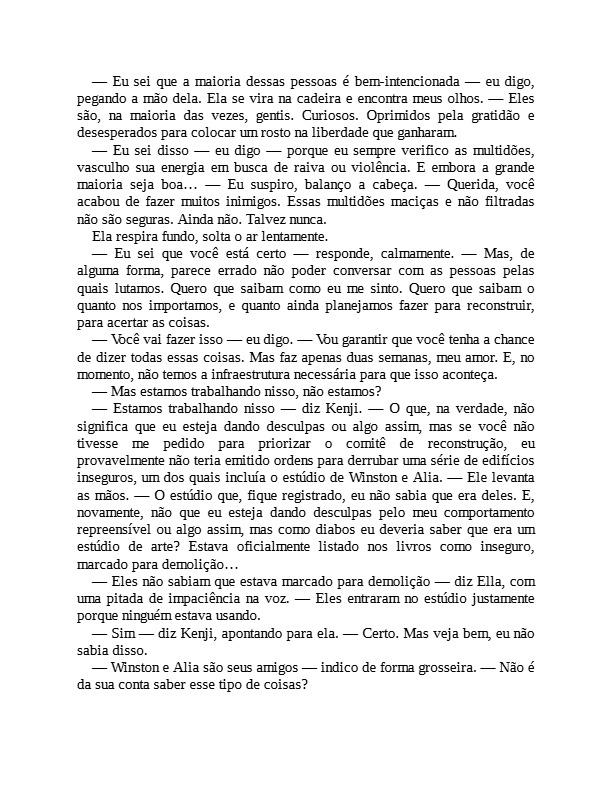 — Eu sei que a maioria dessas pessoas é bem-intencionada — eu digo,
pegando a mão dela. Ela se vira na cadeira e encontra meus olhos. — Eles
são, na maioria das vezes, gentis. Curiosos. Oprimidos pela gratidão e
desesperados para colocar um rosto na liberdade que ganharam.
— Eu sei disso — eu digo — porque eu sempre verifico as multidões,
vasculho sua energia em busca de raiva ou violência. E embora a grande
maioria seja boa… — Eu suspiro, balanço a cabeça. — Querida, você
acabou de fazer muitos inimigos. Essas multidões maciças e não filtradas
não são seguras. Ainda não. Talvez nunca.
Ela respira fundo, solta o ar lentamente.
— Eu sei que você está certo — responde, calmamente. — Mas, de
alguma forma, parece errado não poder conversar com as pessoas pelas
quais lutamos. Quero que saibam como eu me sinto. Quero que saibam o
quanto nos importamos, e quanto ainda planejamos fazer para reconstruir,
para acertar as coisas.
— Você vai fazer isso — eu digo. — Vou garantir que você tenha a chance
de dizer todas essas coisas. Mas faz apenas duas semanas, meu amor. E, no
momento, não temos a infraestrutura necessária para que isso aconteça.
— Mas estamos trabalhando nisso, não estamos?
— Estamos trabalhando nisso — diz Kenji. — O que, na verdade, não
significa que eu esteja dando desculpas ou algo assim, mas se você não
tivesse me pedido para priorizar o comitê de reconstrução, eu
provavelmente não teria emitido ordens para derrubar uma série de edifícios
inseguros, um dos quais incluía o estúdio de Winston e Alia. — Ele levanta
as mãos. — O estúdio que, fique registrado, eu não sabia que era deles. E,
novamente, não que eu esteja dando desculpas pelo meu comportamento
repreensível ou algo assim, mas como diabos eu deveria saber que era um
estúdio de arte? Estava oficialmente listado nos livros como inseguro,
marcado para demolição…
— Eles não sabiam que estava marcado para demolição — diz Ella, com
uma pitada de impaciência na voz. — Eles entraram no estúdio justamente
porque ninguém estava usando.
— Sim — diz Kenji, apontando para ela. — Certo. Mas veja bem, eu não
sabia disso.
— Winston e Alia são seus amigos — indico de forma grosseira. — Não é
da sua conta saber esse tipo de coisas?